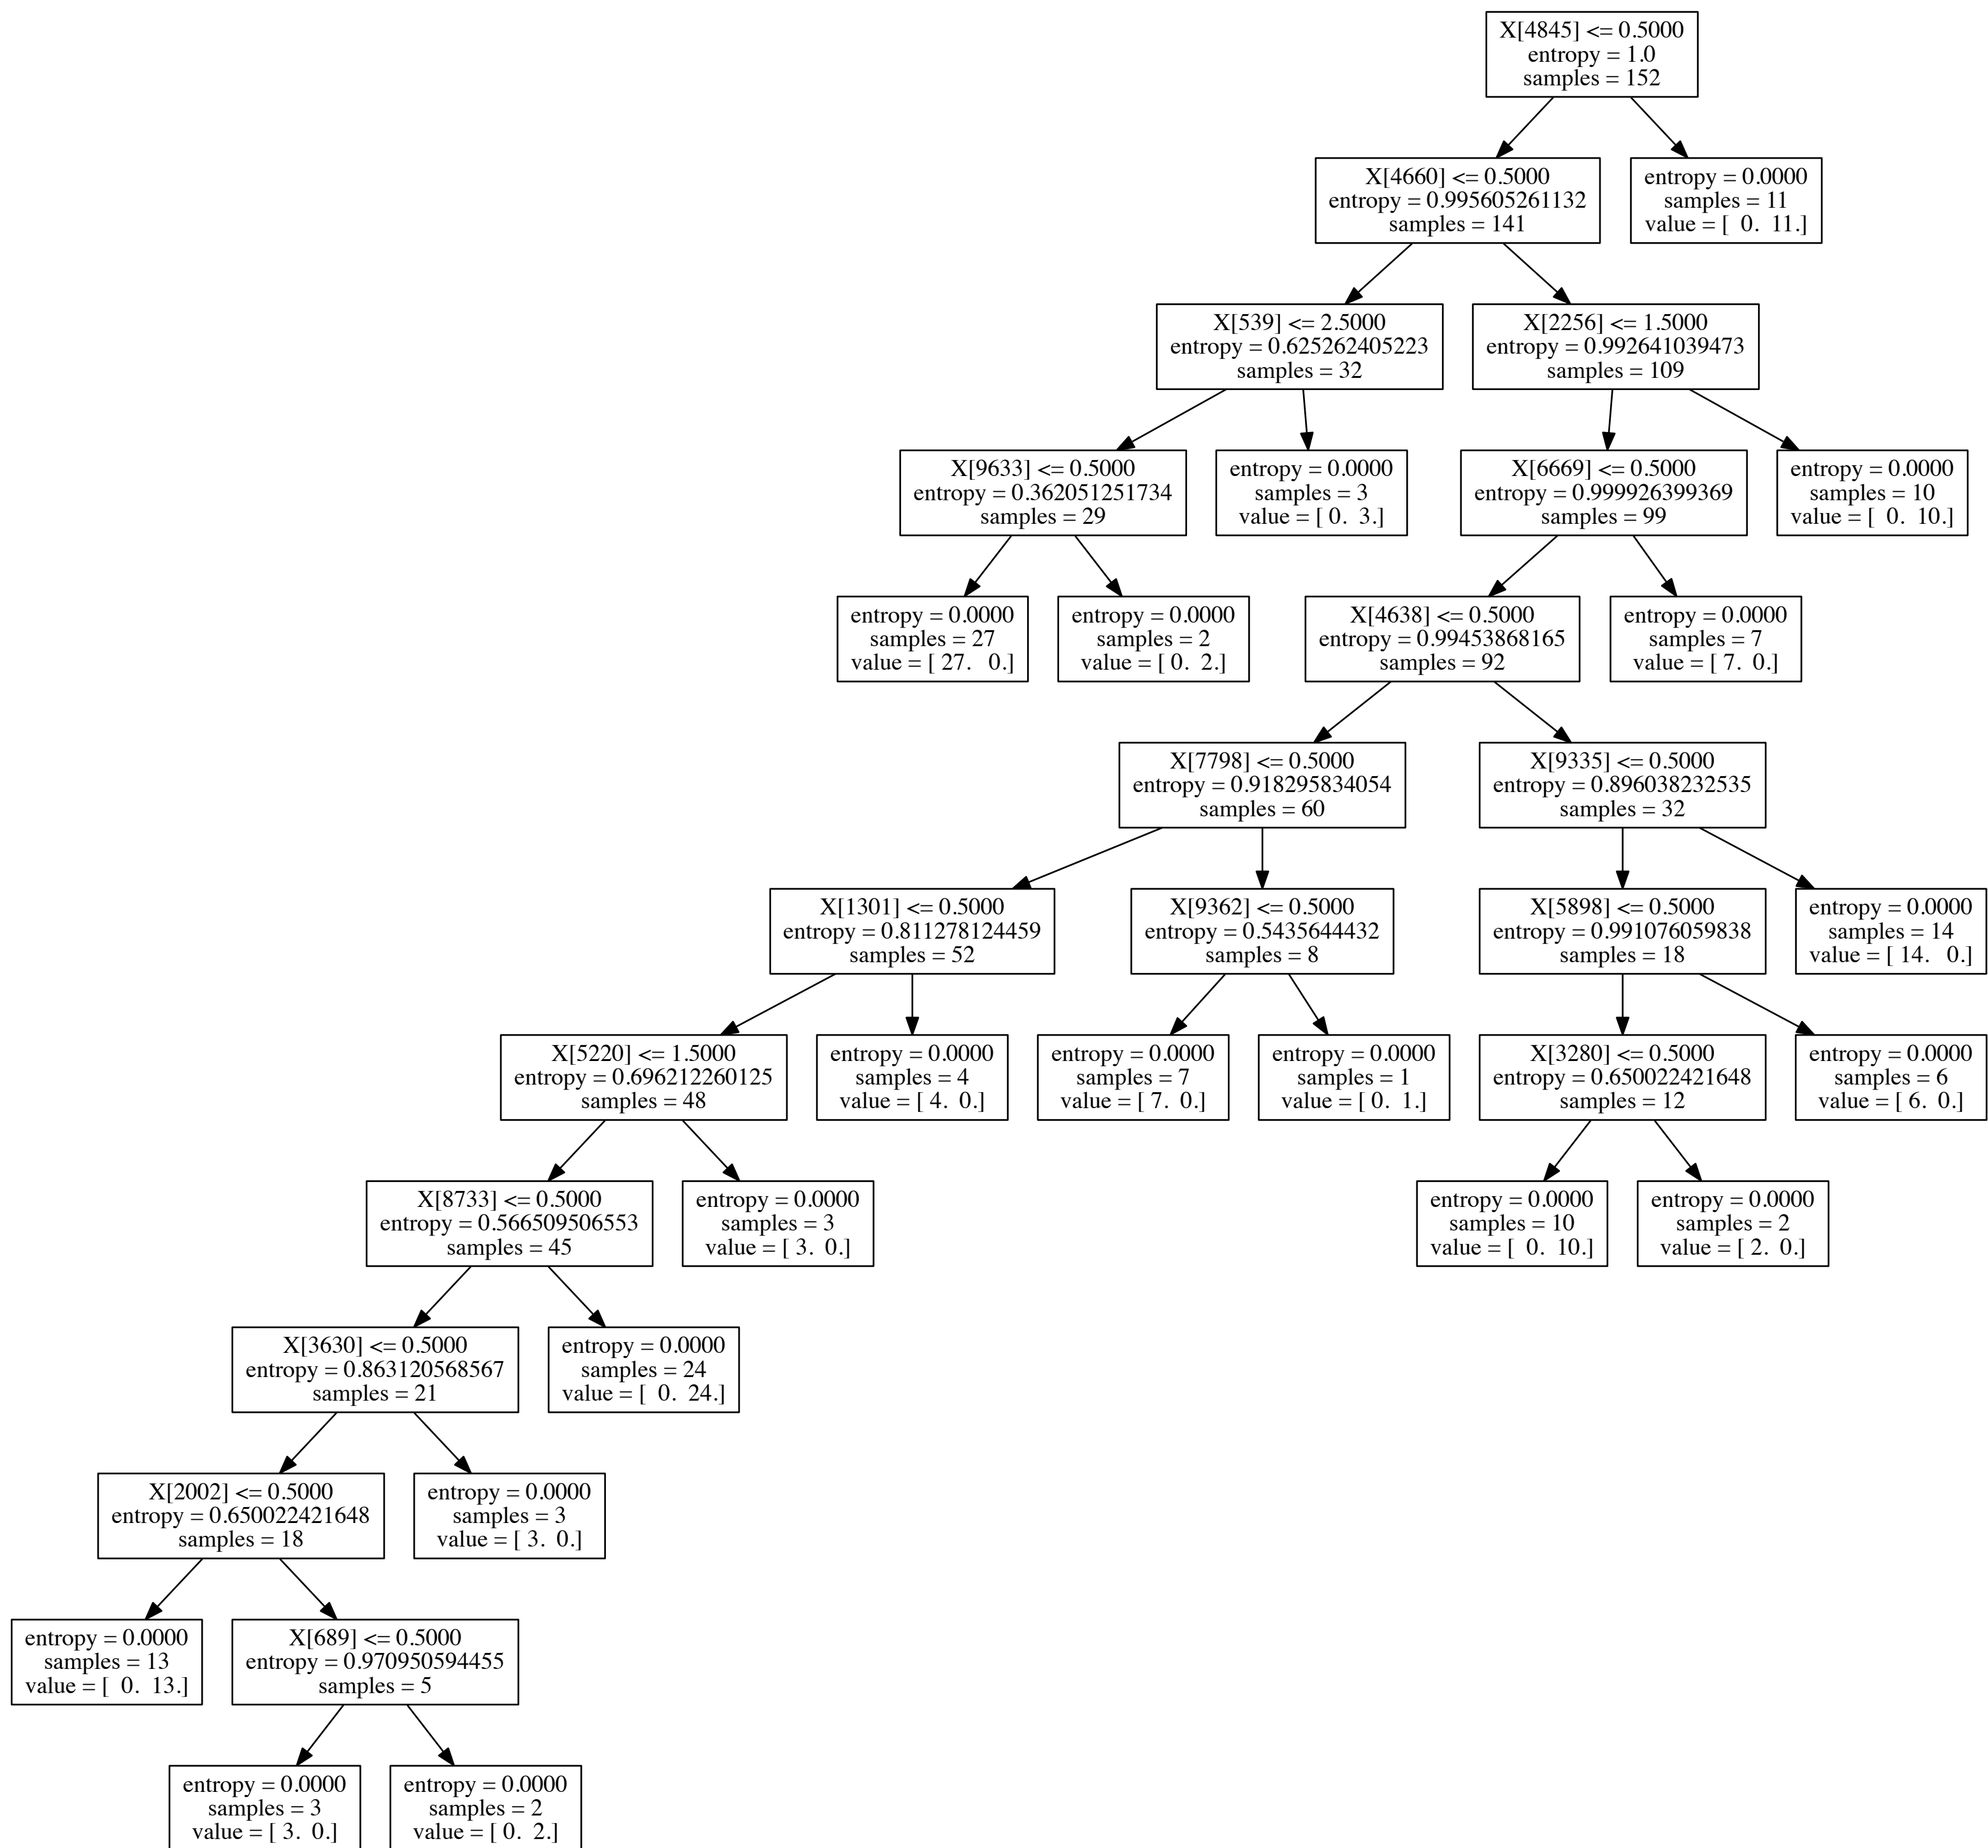 X[4845] <= 0.5000
entropy = 1.0
samples = 152
X[4660] <= 0.5000
entropy = 0.995605261132
samples = 141
entropy = 0.0000
samples = 11
value = [  0.  11.]
X[539] <= 2.5000
entropy = 0.625262405223
samples = 32
X[2256] <= 1.5000
entropy = 0.992641039473
samples = 109
X[9633] <= 0.5000
entropy = 0.362051251734
samples = 29
entropy = 0.0000
samples = 3
value = [ 0.  3.]
X[6669] <= 0.5000
entropy = 0.999926399369
samples = 99
entropy = 0.0000
samples = 10
value = [  0.  10.]
entropy = 0.0000
samples = 27
value = [ 27.   0.]
entropy = 0.0000
samples = 2
value = [ 0.  2.]
X[4638] <= 0.5000
entropy = 0.99453868165
samples = 92
entropy = 0.0000
samples = 7
value = [ 7.  0.]
X[7798] <= 0.5000
entropy = 0.918295834054
samples = 60
X[9335] <= 0.5000
entropy = 0.896038232535
samples = 32
X[1301] <= 0.5000
entropy = 0.811278124459
samples = 52
X[9362] <= 0.5000
entropy = 0.5435644432
samples = 8
X[5898] <= 0.5000
entropy = 0.991076059838
samples = 18
entropy = 0.0000
samples = 14
value = [ 14.   0.]
X[5220] <= 1.5000
entropy = 0.696212260125
samples = 48
entropy = 0.0000
samples = 4
value = [ 4.  0.]
entropy = 0.0000
samples = 7
value = [ 7.  0.]
entropy = 0.0000
samples = 1
value = [ 0.  1.]
X[3280] <= 0.5000
entropy = 0.650022421648
samples = 12
entropy = 0.0000
samples = 6
value = [ 6.  0.]
X[8733] <= 0.5000
entropy = 0.566509506553
samples = 45
entropy = 0.0000
samples = 3
value = [ 3.  0.]
entropy = 0.0000
samples = 10
value = [  0.  10.]
entropy = 0.0000
samples = 2
value = [ 2.  0.]
X[3630] <= 0.5000
entropy = 0.863120568567
samples = 21
entropy = 0.0000
samples = 24
value = [  0.  24.]
X[2002] <= 0.5000
entropy = 0.650022421648
samples = 18
entropy = 0.0000
samples = 3
value = [ 3.  0.]
entropy = 0.0000
samples = 13
value = [  0.  13.]
X[689] <= 0.5000
entropy = 0.970950594455
samples = 5
entropy = 0.0000
samples = 3
value = [ 3.  0.]
entropy = 0.0000
samples = 2
value = [ 0.  2.]